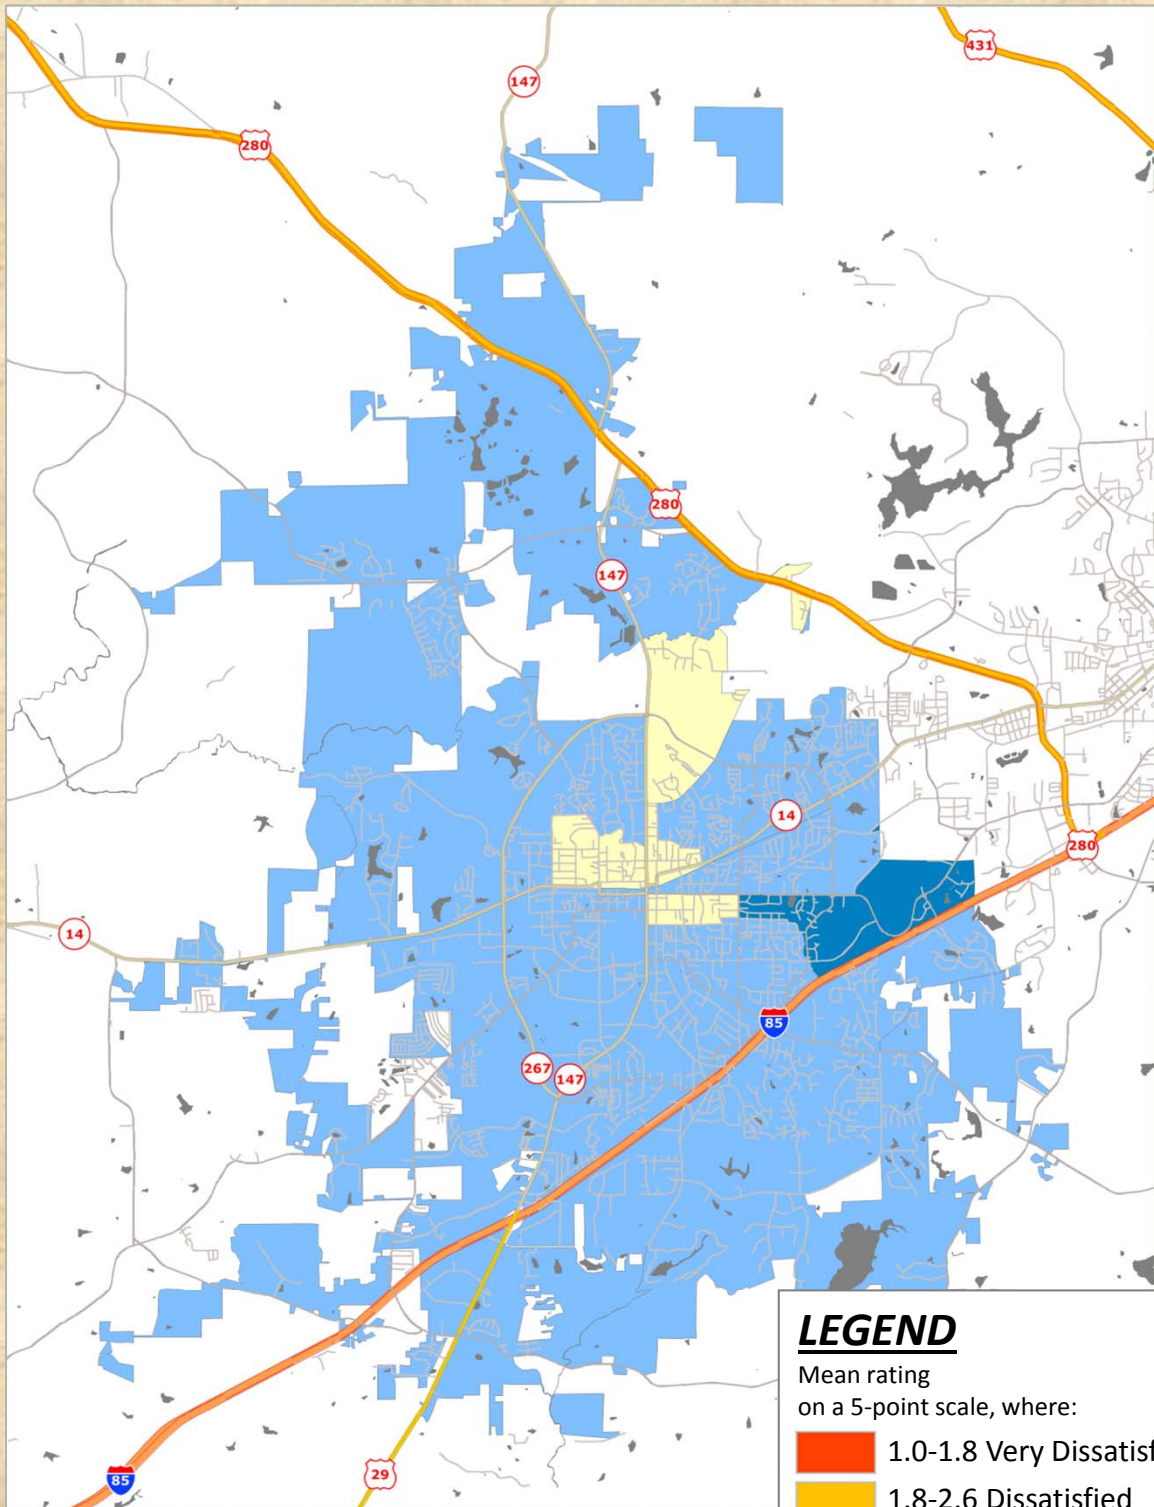 431
147
280
280
147
14
280
14
85
267
147
LEGEND
Mean rating
on a 5-point scale, where:
1.0-1.8 Very Dissatisf
29
85
1.8-2.6 Dissatisfied